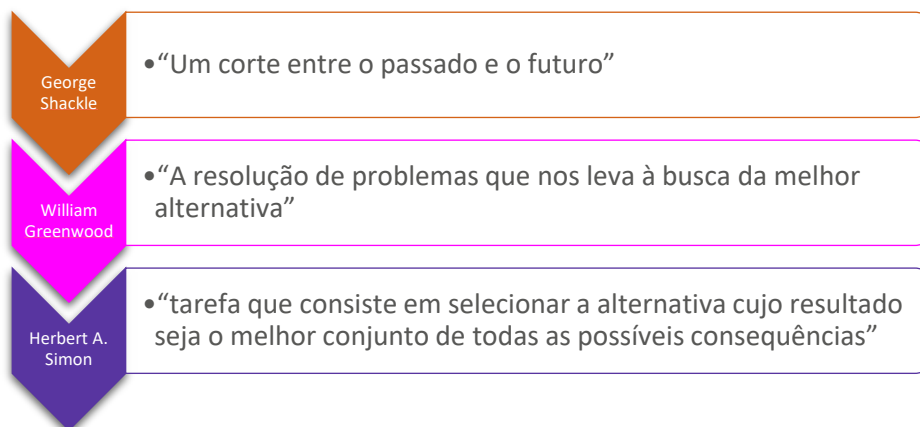 George
Shackle
•“Um corte entre o passado e o futuro”
William
Greenwood
•“A resolução de problemas que nos leva à busca da melhor
alternativa”
Herbert A.
Simon
•“tarefa que consiste em selecionar a alternativa cujo resultado
seja o melhor conjunto de todas as possíveis consequências”